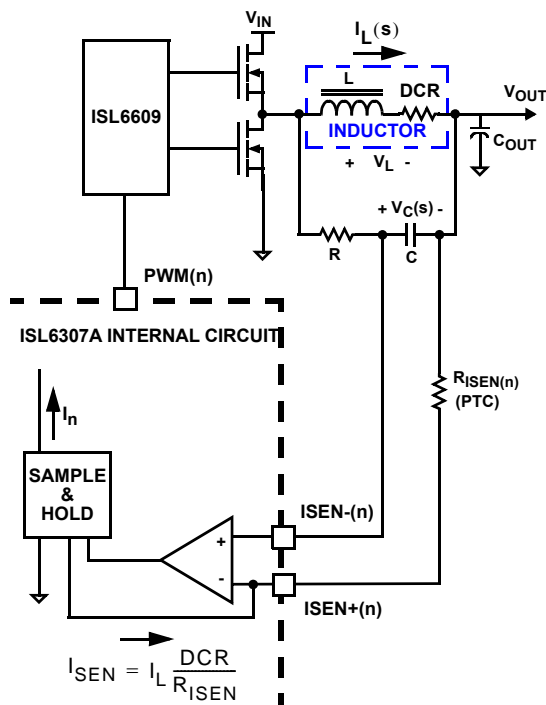 V_IN
I_L(s)
ISL6609
L
DCR
V_OUT
INDUCTOR
C_OUT
+ V_L -
+ V_C(s) -
R
C
PWM(n)
ISL6307A INTERNAL CIRCUIT
R_ISEN(n)
(PTC)
I_n
SAMPLE
&
HOLD
+
ISEN-(n)
-
ISEN+(n)
I_SEN = I_L DCR / R_ISEN